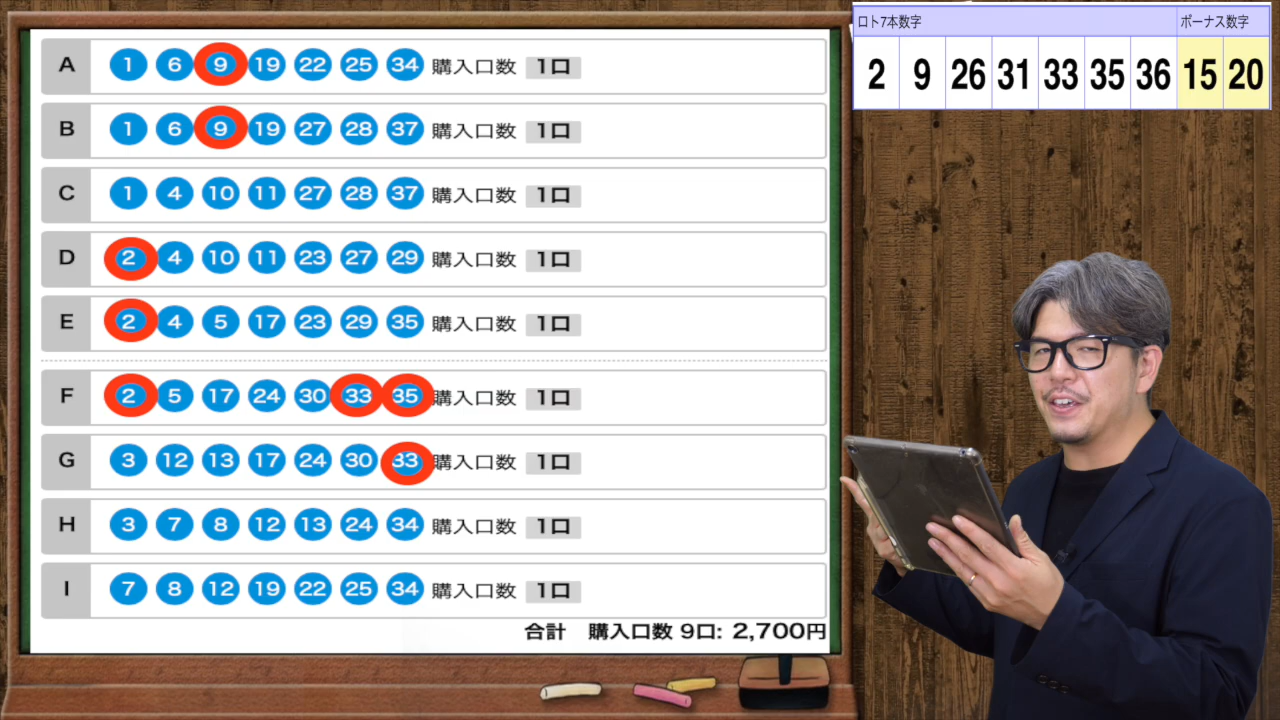 ロト7本数字 ボーナス数字
2 9 26 31 33 35 36 15 20
A 1 6 9 19 22 25 34 購入口数 1口
B 1 6 9 19 27 28 37 購入口数 1口
C 1 4 10 11 27 28 37 購入口数 1口
D 2 4 10 11 23 27 29 購入口数 1口
E 2 4 5 17 23 29 35 購入口数 1口
F 2 5 17 24 30 33 35 購入口数 1口
G 3 12 13 17 24 30 33 購入口数 1口
H 3 7 8 12 13 24 34 購入口数 1口
I 7 8 12 19 22 25 34 購入口数 1口
合計 購入口数 9口: 2,700円